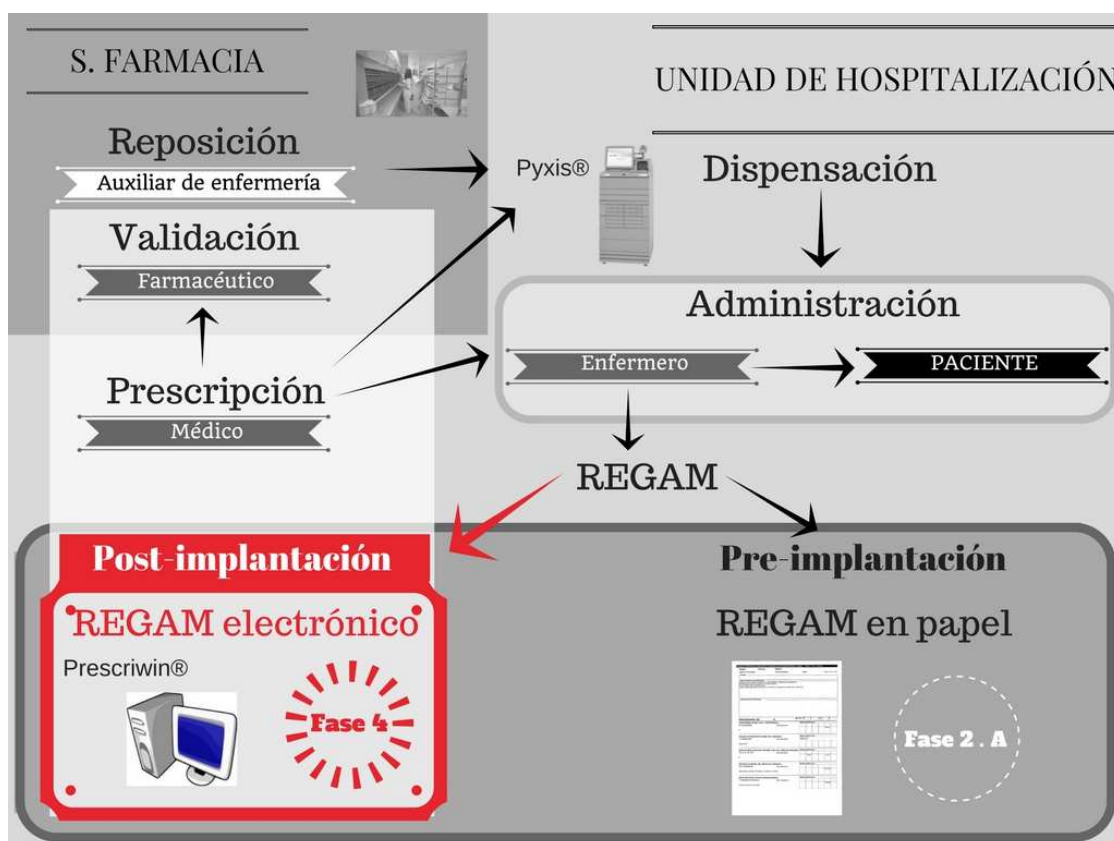 S. FARMACIA
UNIDAD DE HOSPITALIZACIÓN
Reposición
Auxiliar de enfermería
Pyxis®
Dispensación
Validación
Farmacéutico
Administración
Enfermero
PACIENTE
Prescripción
Médico
REGAM
Post-implantación
Pre-implantación
REGAM electrónico
REGAM en papel
Prescriwin®
Fase 4
Fase 2 . A